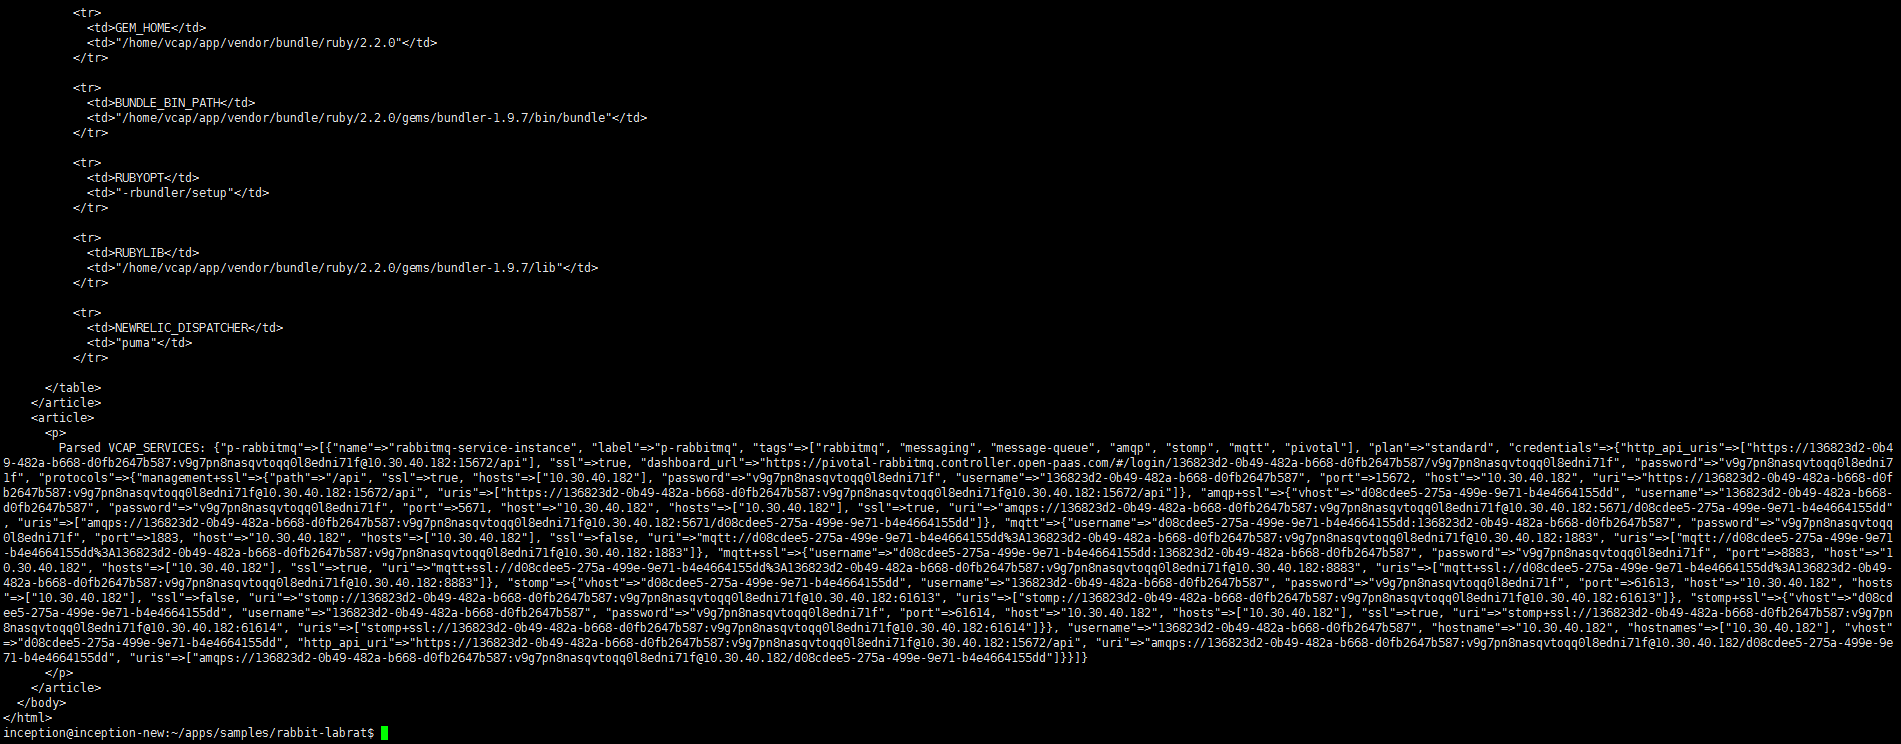 <tr>
<td>GEM_HOME</td>
<td>"/home/vcap/app/vendor/bundle/ruby/2.2.0"</td>
</tr>
<tr>
<td>BUNDLE_BIN_PATH</td>
<td>"/home/vcap/app/vendor/bundle/ruby/2.2.0/gems/bundler-1.9.7/bin/bundle"</td>
</tr>
<tr>
<td>RUBYOPT</td>
<td>"-rbundler/setup"</td>
</tr>
<tr>
<td>RUBYLIB</td>
<td>"/home/vcap/app/vendor/bundle/ruby/2.2.0/gems/bundler-1.9.7/lib"</td>
</tr>
<tr>
<td>NEWRELIC_DISPATCHER</td>
<td>"puma"</td>
</tr>
</table>
</article>
<article>
<p>
Parsed VCAP_SERVICES: {"p-rabbitmq"=>[{"name"=>"rabbitmq-service-instance", "label"=>"p-rabbitmq", "tags"=>["rabbitmq", "messaging", "message-queue", "amqp", "stomp", "mqtt", "pivotal"], "plan"=>"standard", "credentials"=>{"http_api_uris"=>["https://136823d2-0b4
9-482a-b668-d0fb2647b587:v9g7pn8nasqvtoqq0l8edni71f@10.30.40.182:15672/api"], "ssl"=>true, "dashboard_url"=>"https://pivotal-rabbitmq.controller.open-paas.com/#/login/136823d2-0b49-482a-b668-d0fb2647b587/v9g7pn8nasqvtoqq0l8edni71f", "password"=>"v9g7pn8nasqvtoqq0l8edni7
1f", "protocols"=>{"management+ssl"=>{"path"=>"/api", "ssl"=>true, "hosts"=>["10.30.40.182"], "password"=>"v9g7pn8nasqvtoqq0l8edni71f", "username"=>"136823d2-0b49-482a-b668-d0fb2647b587", "port"=>15672, "host"=>"10.30.40.182", "uri"=>"https://136823d2-0b49-482a-b668-d0f
b2647b587:v9g7pn8nasqvtoqq0l8edni71f@10.30.40.182:15672/api", "uris"=>["https://136823d2-0b49-482a-b668-d0fb2647b587:v9g7pn8nasqvtoqq0l8edni71f@10.30.40.182:15672/api"]}, "amqp+ssl"=>{"vhost"=>"d08cdee5-275a-499e-9e71-b4e4664155dd", "username"=>"136823d2-0b49-482a-b668-
d0fb2647b587", "password"=>"v9g7pn8nasqvtoqq0l8edni71f", "port"=>5671, "host"=>"10.30.40.182", "hosts"=>["10.30.40.182"], "ssl"=>true, "uri"=>"amqps://136823d2-0b49-482a-b668-d0fb2647b587:v9g7pn8nasqvtoqq0l8edni71f@10.30.40.182:5671/d08cdee5-275a-499e-9e71-b4e4664155dd"
, "uris"=>["amqps://136823d2-0b49-482a-b668-d0fb2647b587:v9g7pn8nasqvtoqq0l8edni71f@10.30.40.182:5671/d08cdee5-275a-499e-9e71-b4e4664155dd"]}, "mqtt"=>{"username"=>"d08cdee5-275a-499e-9e71-b4e4664155dd:136823d2-0b49-482a-b668-d0fb2647b587", "password"=>"v9g7pn8nasqvtoqq
0l8edni71f", "port"=>1883, "host"=>"10.30.40.182", "hosts"=>["10.30.40.182"], "ssl"=>false, "uri"=>"mqtt://d08cdee5-275a-499e-9e71-b4e4664155dd%3A136823d2-0b49-482a-b668-d0fb2647b587:v9g7pn8nasqvtoqq0l8edni71f@10.30.40.182:1883", "uris"=>["mqtt://d08cdee5-275a-499e-9e71
-b4e4664155dd%3A136823d2-0b49-482a-b668-d0fb2647b587:v9g7pn8nasqvtoqq0l8edni71f@10.30.40.182:1883"]}, "mqtt+ssl"=>{"username"=>"d08cdee5-275a-499e-9e71-b4e4664155dd:136823d2-0b49-482a-b668-d0fb2647b587", "password"=>"v9g7pn8nasqvtoqq0l8edni71f", "port"=>8883, "host"=>"1
0.30.40.182", "hosts"=>["10.30.40.182"], "ssl"=>true, "uri"=>"mqtt+ssl://d08cdee5-275a-499e-9e71-b4e4664155dd%3A136823d2-0b49-482a-b668-d0fb2647b587:v9g7pn8nasqvtoqq0l8edni71f@10.30.40.182:8883", "uris"=>["mqtt+ssl://d08cdee5-275a-499e-9e71-b4e4664155dd%3A136823d2-0b49-
482a-b668-d0fb2647b587:v9g7pn8nasqvtoqq0l8edni71f@10.30.40.182:8883"]}, "stomp"=>{"vhost"=>"d08cdee5-275a-499e-9e71-b4e4664155dd", "username"=>"136823d2-0b49-482a-b668-d0fb2647b587", "password"=>"v9g7pn8nasqvtoqq0l8edni71f", "port"=>61613, "host"=>"10.30.40.182", "hosts
"=>["10.30.40.182"], "ssl"=>false, "uri"=>"stomp://136823d2-0b49-482a-b668-d0fb2647b587:v9g7pn8nasqvtoqq0l8edni71f@10.30.40.182:61613", "uris"=>["stomp://136823d2-0b49-482a-b668-d0fb2647b587:v9g7pn8nasqvtoqq0l8edni71f@10.30.40.182:61613"]}, "stomp+ssl"=>{"vhost"=>"d08cd
ee5-275a-499e-9e71-b4e4664155dd", "username"=>"136823d2-0b49-482a-b668-d0fb2647b587", "password"=>"v9g7pn8nasqvtoqq0l8edni71f", "port"=>61614, "host"=>"10.30.40.182", "hosts"=>["10.30.40.182"], "ssl"=>true, "uri"=>"stomp+ssl://136823d2-0b49-482a-b668-d0fb2647b587:v9g7pn
8nasqvtoqq0l8edni71f@10.30.40.182:61614", "uris"=>["stomp+ssl://136823d2-0b49-482a-b668-d0fb2647b587:v9g7pn8nasqvtoqq0l8edni71f@10.30.40.182:61614"]}}, "username"=>"136823d2-0b49-482a-b668-d0fb2647b587", "hostname"=>"10.30.40.182", "hostnames"=>["10.30.40.182"], "vhost"
=>"d08cdee5-275a-499e-9e71-b4e4664155dd", "http_api_uri"=>"https://136823d2-0b49-482a-b668-d0fb2647b587:v9g7pn8nasqvtoqq0l8edni71f@10.30.40.182:15672/api", "uri"=>"amqps://136823d2-0b49-482a-b668-d0fb2647b587:v9g7pn8nasqvtoqq0l8edni71f@10.30.40.182/d08cdee5-275a-499e-9e
71-b4e4664155dd", "uris"=>["amqps://136823d2-0b49-482a-b668-d0fb2647b587:v9g7pn8nasqvtoqq0l8edni71f@10.30.40.182/d08cdee5-275a-499e-9e71-b4e4664155dd"]}}]}
</p>
</article>
</body>
</html>
inception@inception-new:~/apps/samples/rabbit-labrat$